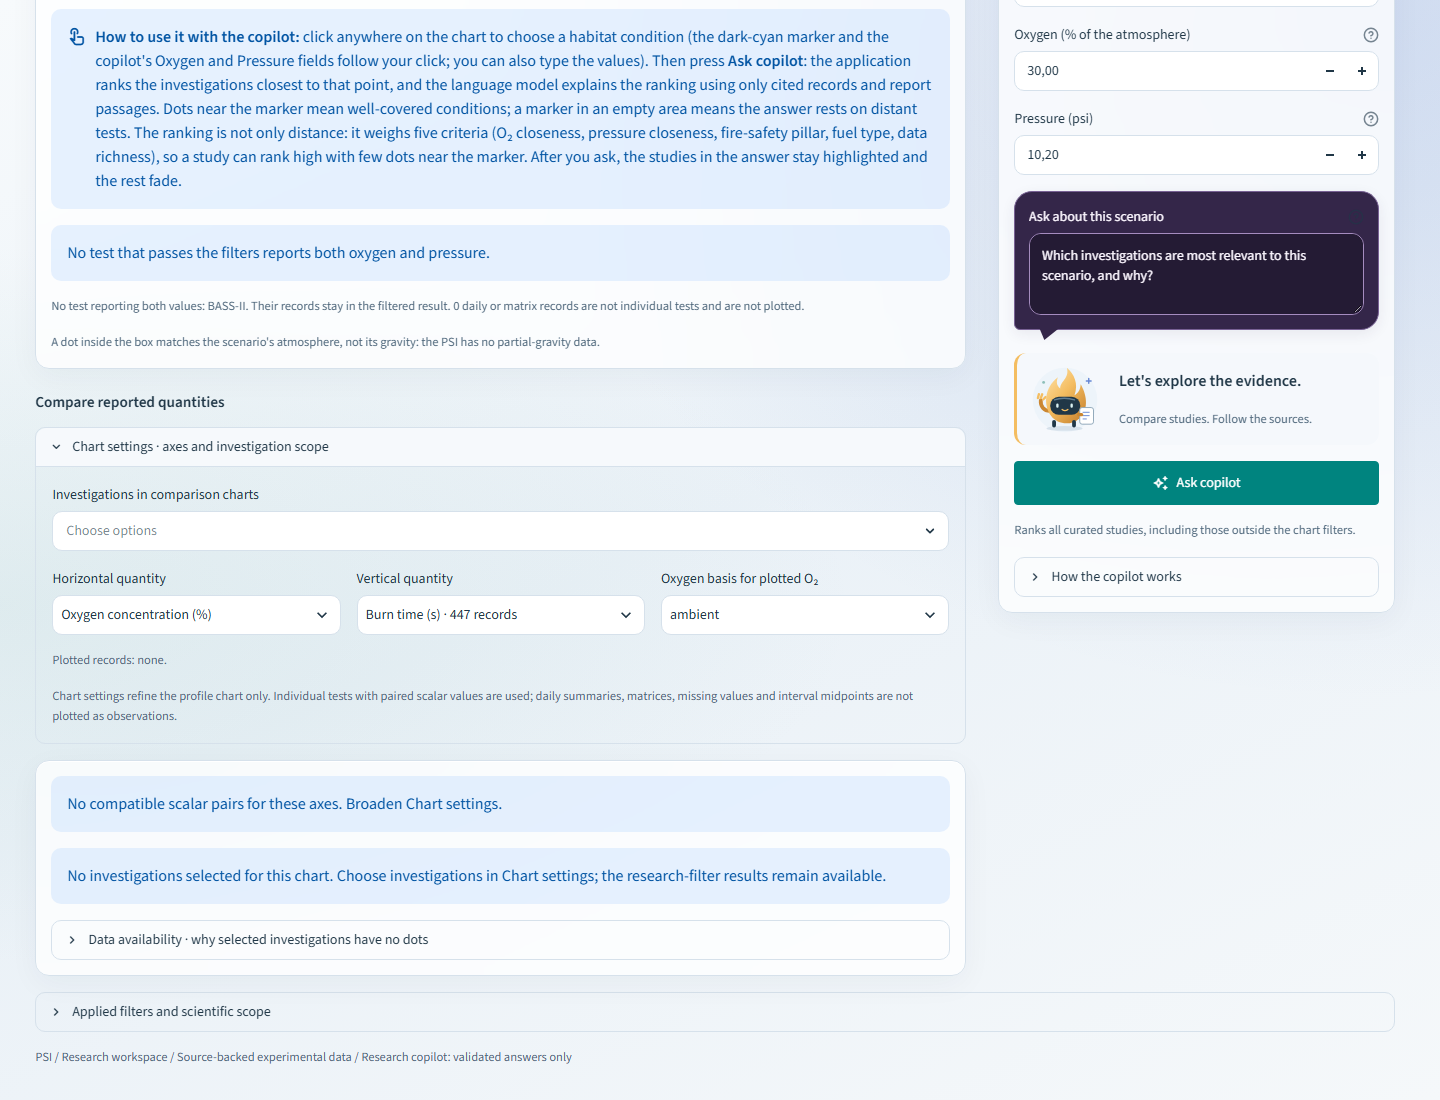 How to use it with the copilot: click anywhere on the chart to choose a habitat condition (the dark-cyan marker and the
copilot's Oxygen and Pressure fields follow your click; you can also type the values). Then press Ask copilot: the application
ranks the investigations closest to that point, and the language model explains the ranking using only cited records and report
passages. Dots near the marker mean well-covered conditions; a marker in an empty area means the answer rests on distant
tests. The ranking is not only distance: it weighs five criteria (O₂ closeness, pressure closeness, fire-safety pillar, fuel type, data
richness), so a study can rank high with few dots near the marker. After you ask, the studies in the answer stay highlighted and
the rest fade.
No test that passes the filters reports both oxygen and pressure.
No test reporting both values: BASS-II. Their records stay in the filtered result. 0 daily or matrix records are not individual tests and are not plotted.
A dot inside the box matches the scenario's atmosphere, not its gravity: the PSI has no partial-gravity data.
Compare reported quantities
Chart settings · axes and investigation scope
Investigations in comparison charts
Choose options
Horizontal quantity
Vertical quantity
Oxygen basis for plotted O₂
Oxygen concentration (%)
Burn time (s) · 447 records
ambient
Plotted records: none.
Chart settings refine the profile chart only. Individual tests with paired scalar values are used; daily summaries, matrices, missing values and interval midpoints are not
plotted as observations.
No compatible scalar pairs for these axes. Broaden Chart settings.
No investigations selected for this chart. Choose investigations in Chart settings; the research-filter results remain available.
Data availability · why selected investigations have no dots
Applied filters and scientific scope
PSI / Research workspace / Source-backed experimental data / Research copilot: validated answers only
Oxygen (% of the atmosphere)
30,00
Pressure (psi)
10,20
Ask about this scenario
Which investigations are most relevant to this
scenario, and why?
Let's explore the evidence.
Compare studies. Follow the sources.
Ask copilot
Ranks all curated studies, including those outside the chart filters.
How the copilot works